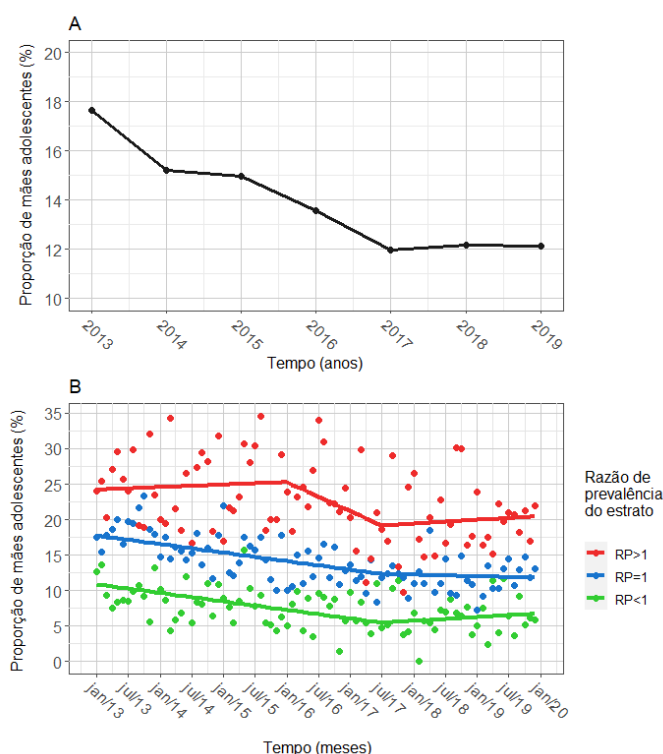 A
Proporção de mães adolescentes (%)
20
18
16
14
12
10
2013
2014
2015
2016
2017
2018
2019
Tempo (anos)
B
Proporção de mães adolescentes (%)
35
30
25
20
15
10
5
0
jan/13
jul/13
jan/14
jul/14
jan/15
jul/15
jan/16
jul/16
jan/17
jul/17
jan/18
jul/18
jan/19
jul/19
jan/20
Tempo (meses)
Razão de
prevalência
do estrato
RP>1
RP=1
RP<1